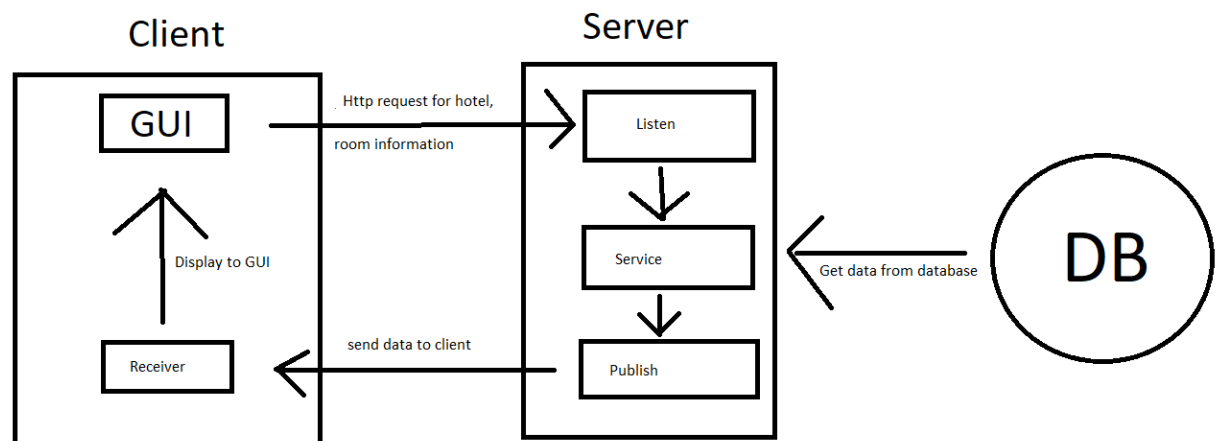 Client
Server
GUI
Http request for hotel,
room information
Listen
Display to GUI
Service
Get data from database
DB
Receiver
send data to client
Publish